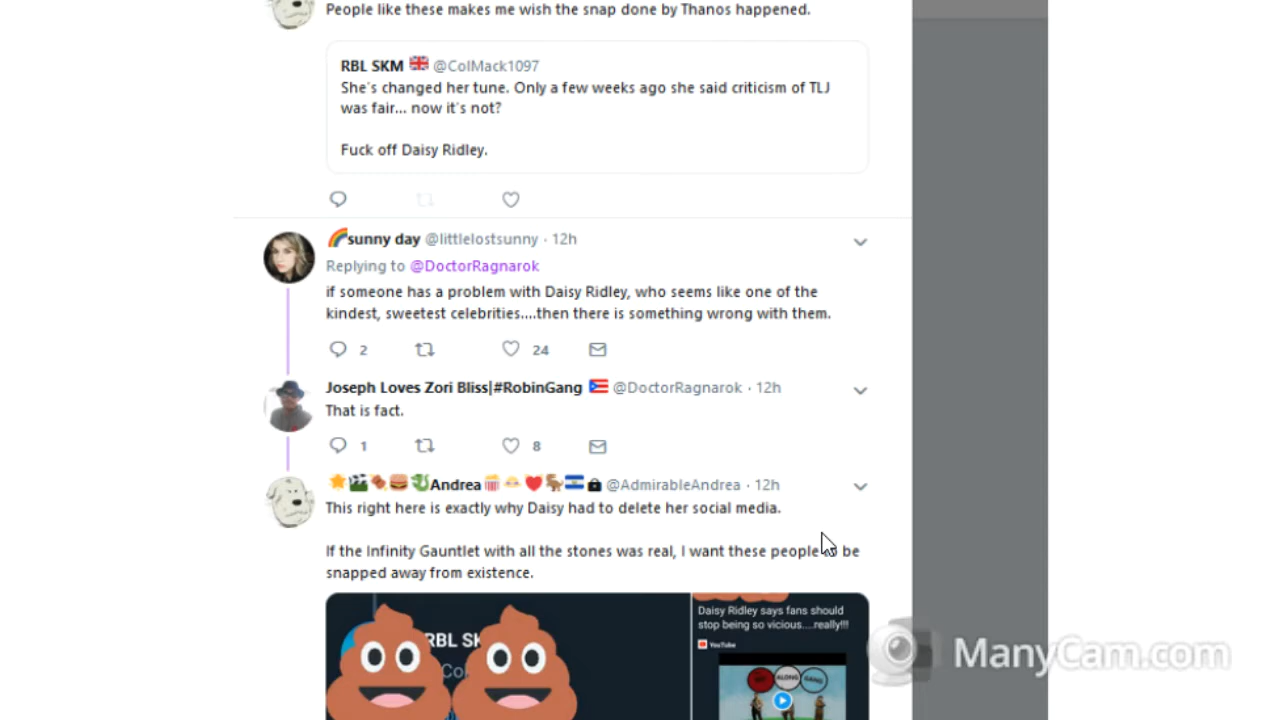 People like these makes me wish the snap done by Thanos happened.
RBL SKM @ColMack1097
She's changed her tune. Only a few weeks ago she said criticism of TLJ
was fair... now it's not?
Fuck off Daisy Ridley.
sunny day @littlelostsunny · 12h
Replying to @DoctorRagnarok
if someone has a problem with Daisy Ridley, who seems like one of the
kindest, sweetest celebrities....then there is something wrong with them.
2 24
Joseph Loves Zori Bliss|#RobinGang @DoctorRagnarok · 12h
That is fact.
1 8
Andrea @AdmirableAndrea · 12h
This right here is exactly why Daisy had to delete her social media.
If the Infinity Gauntlet with all the stones was real, I want these people to be
snapped away from existence.
RBL SK
Co
Daisy Ridley says fans should
stop being so vicious....really!!!
YouTube
ALONG GANG
ManyCam.com